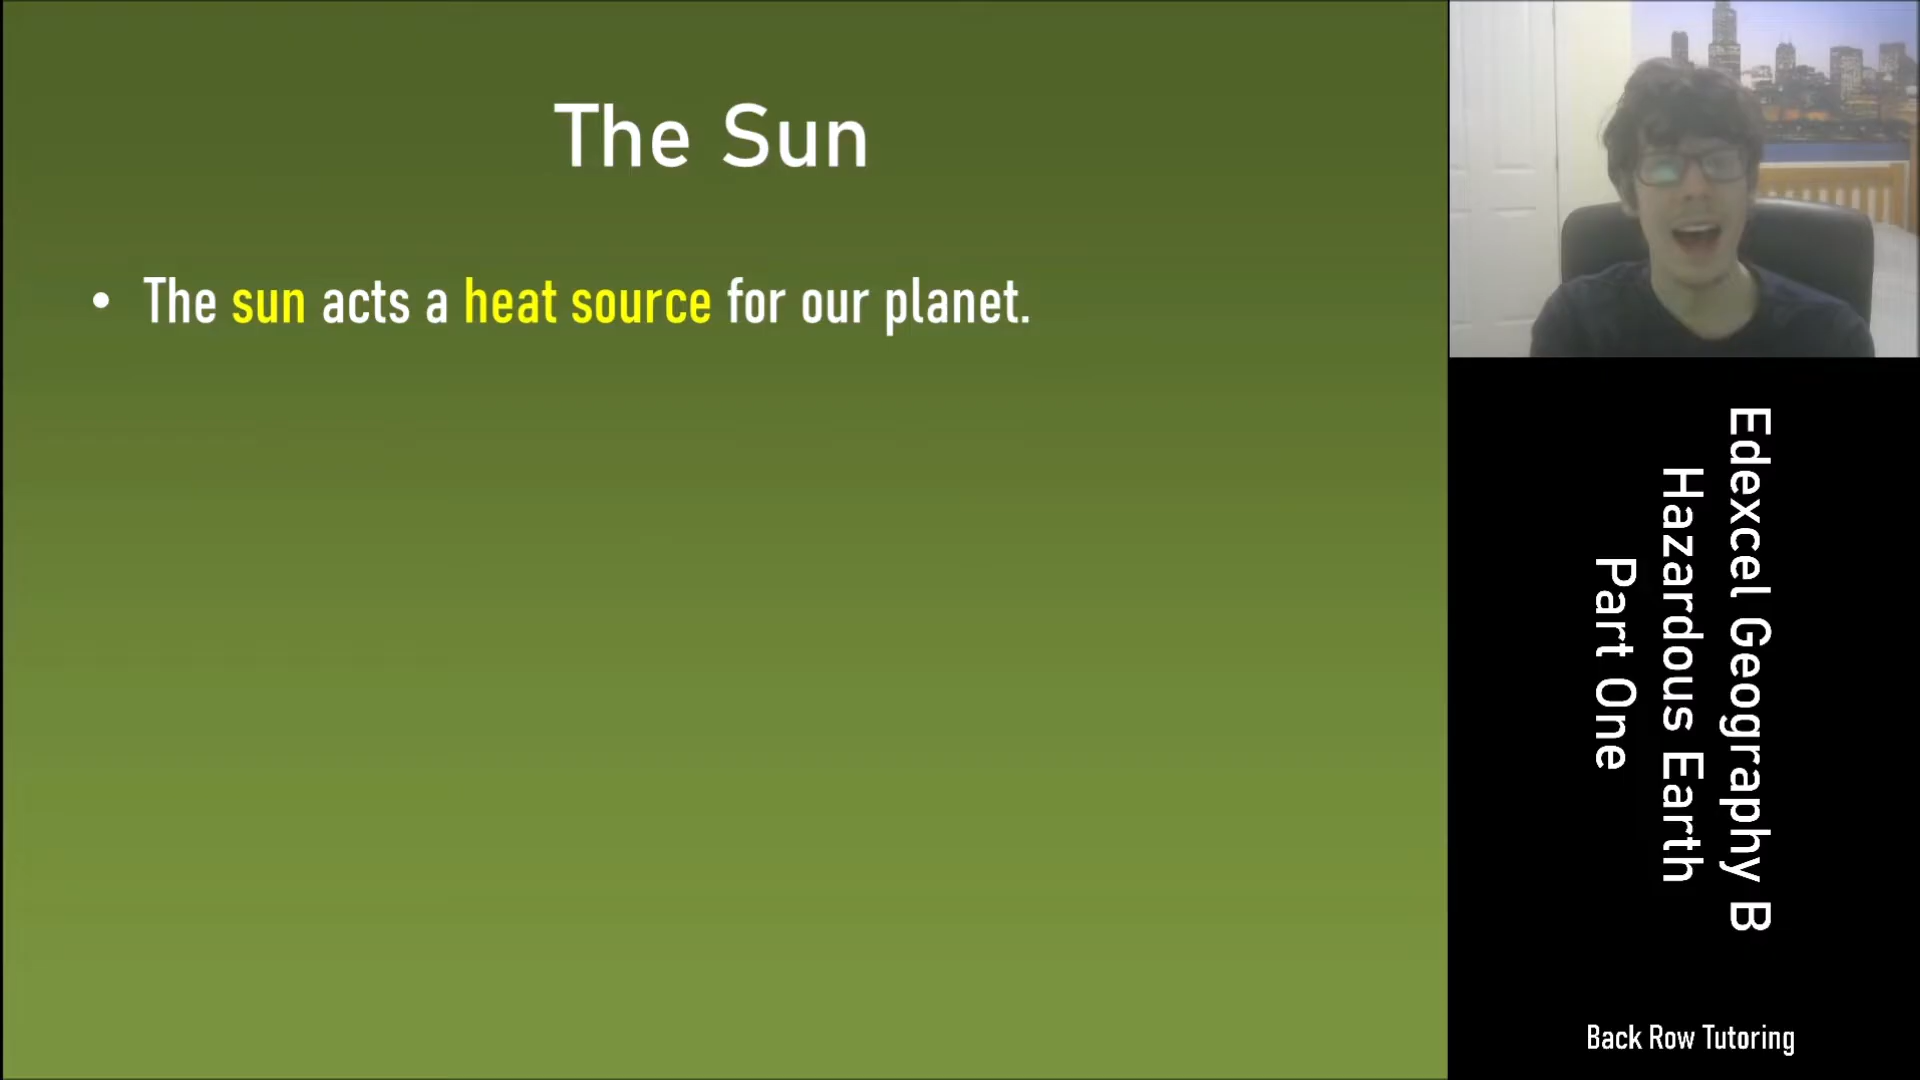 The Sun
• The sun acts a heat source for our planet.
Edexcel Geography B
Hazardous Earth
Part One
Back Row Tutoring